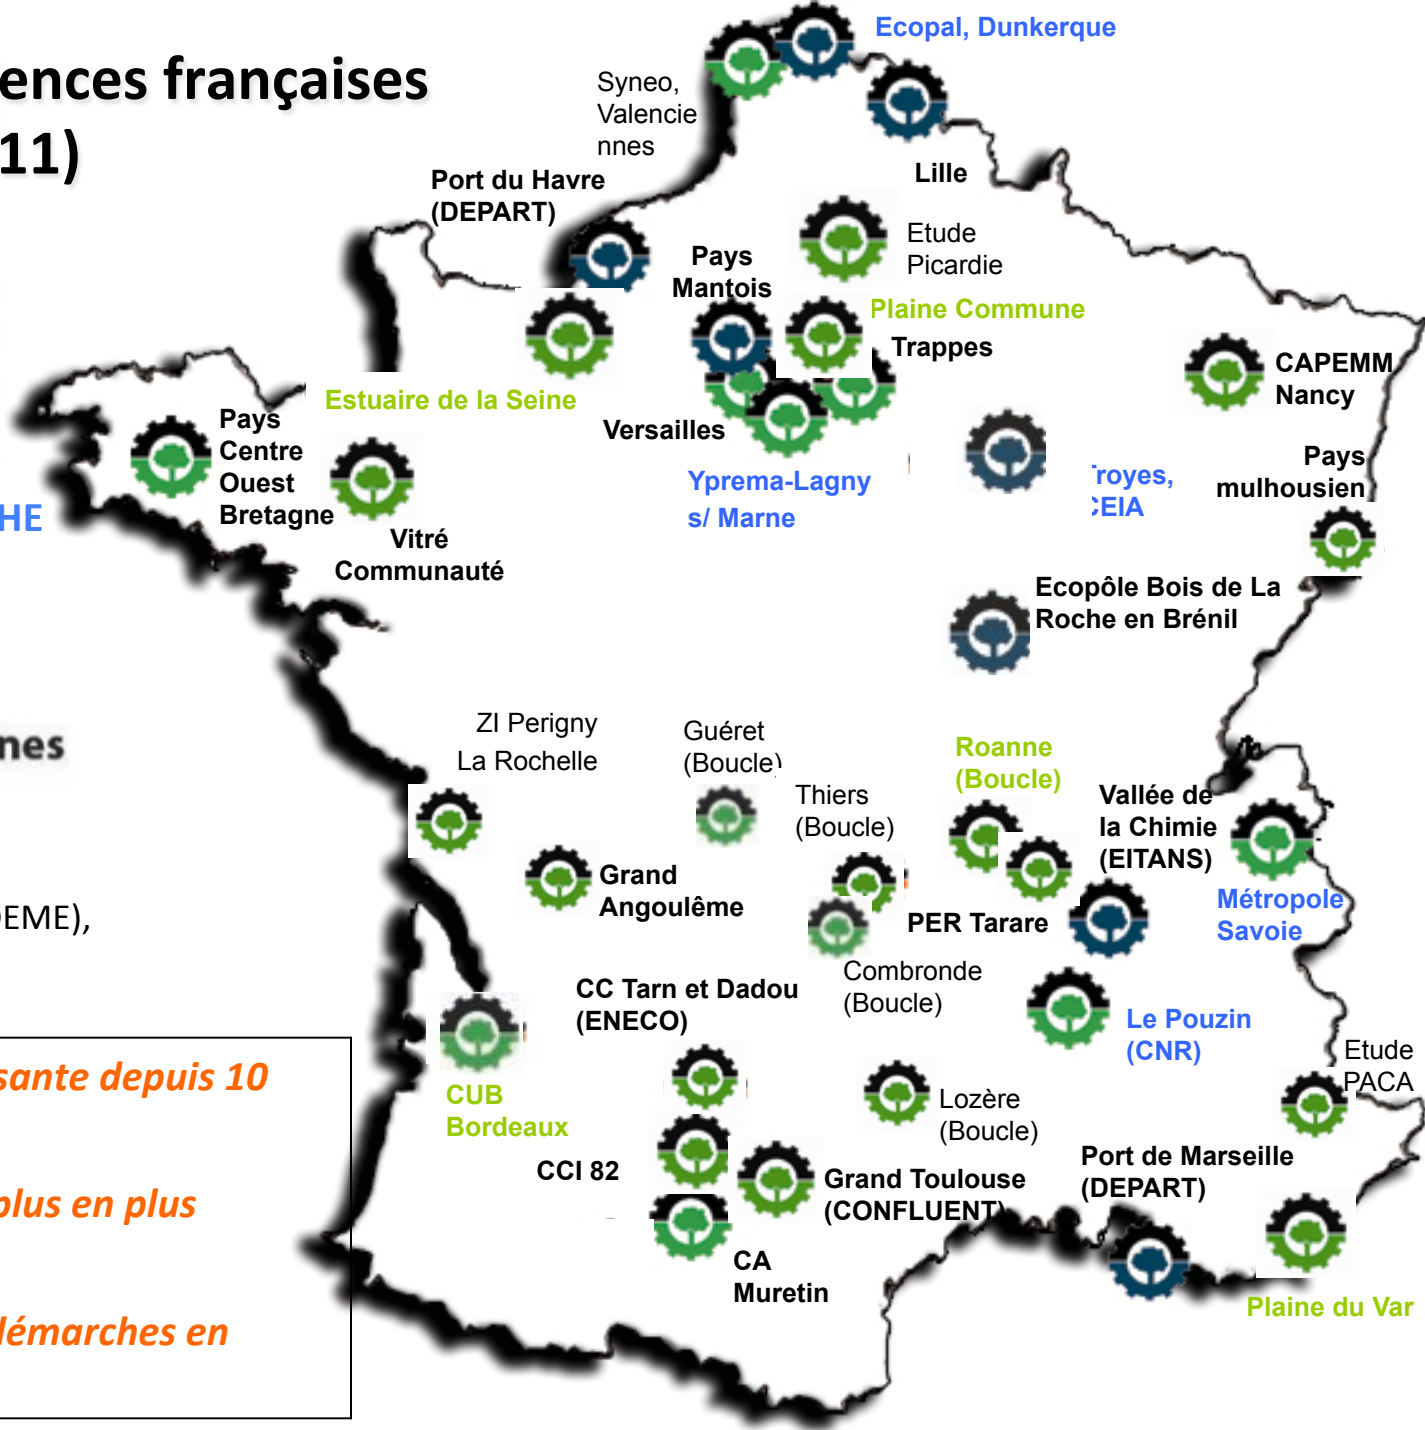 ences françaises
11)
Ecopal, Dunkerque
Syneo,
Valencie
nnes
Lille
Port du Havre
(DEPART)
Etude
Picardie
Pays
Mantois
Plaine Commune
Trappes
CAPEMM
Nancy
Estuaire de la Seine
Pays
Centre
Ouest
Bretagne
Versailles
Yprema-Lagny
s/ Marne
royes,
CEIA
Pays
mulhousien
HE
Vitré
Communauté
Ecopôle Bois de La
Roche en Brénil
nes
ZI Perigny
La Rochelle
Guéret
(Boucle)
Roanne
(Boucle)
Thiers
(Boucle)
Vallée de
la Chimie
(EITANS)
Grand
Angoulême
Métropole
Savoie
DEME),
PER Tarare
Combronde
(Boucle)
CC Tarn et Dadou
(ENECO)
Le Pouzin
(CNR)
Etude
PACA
sante depuis 10
CUB
Bordeaux
Lozère
(Boucle)
CCI 82
Port de Marseille
(DEPART)
Grand Toulouse
(CONFLUENT)
plus en plus
CA
Muretin
Plaine du Var
démarches en